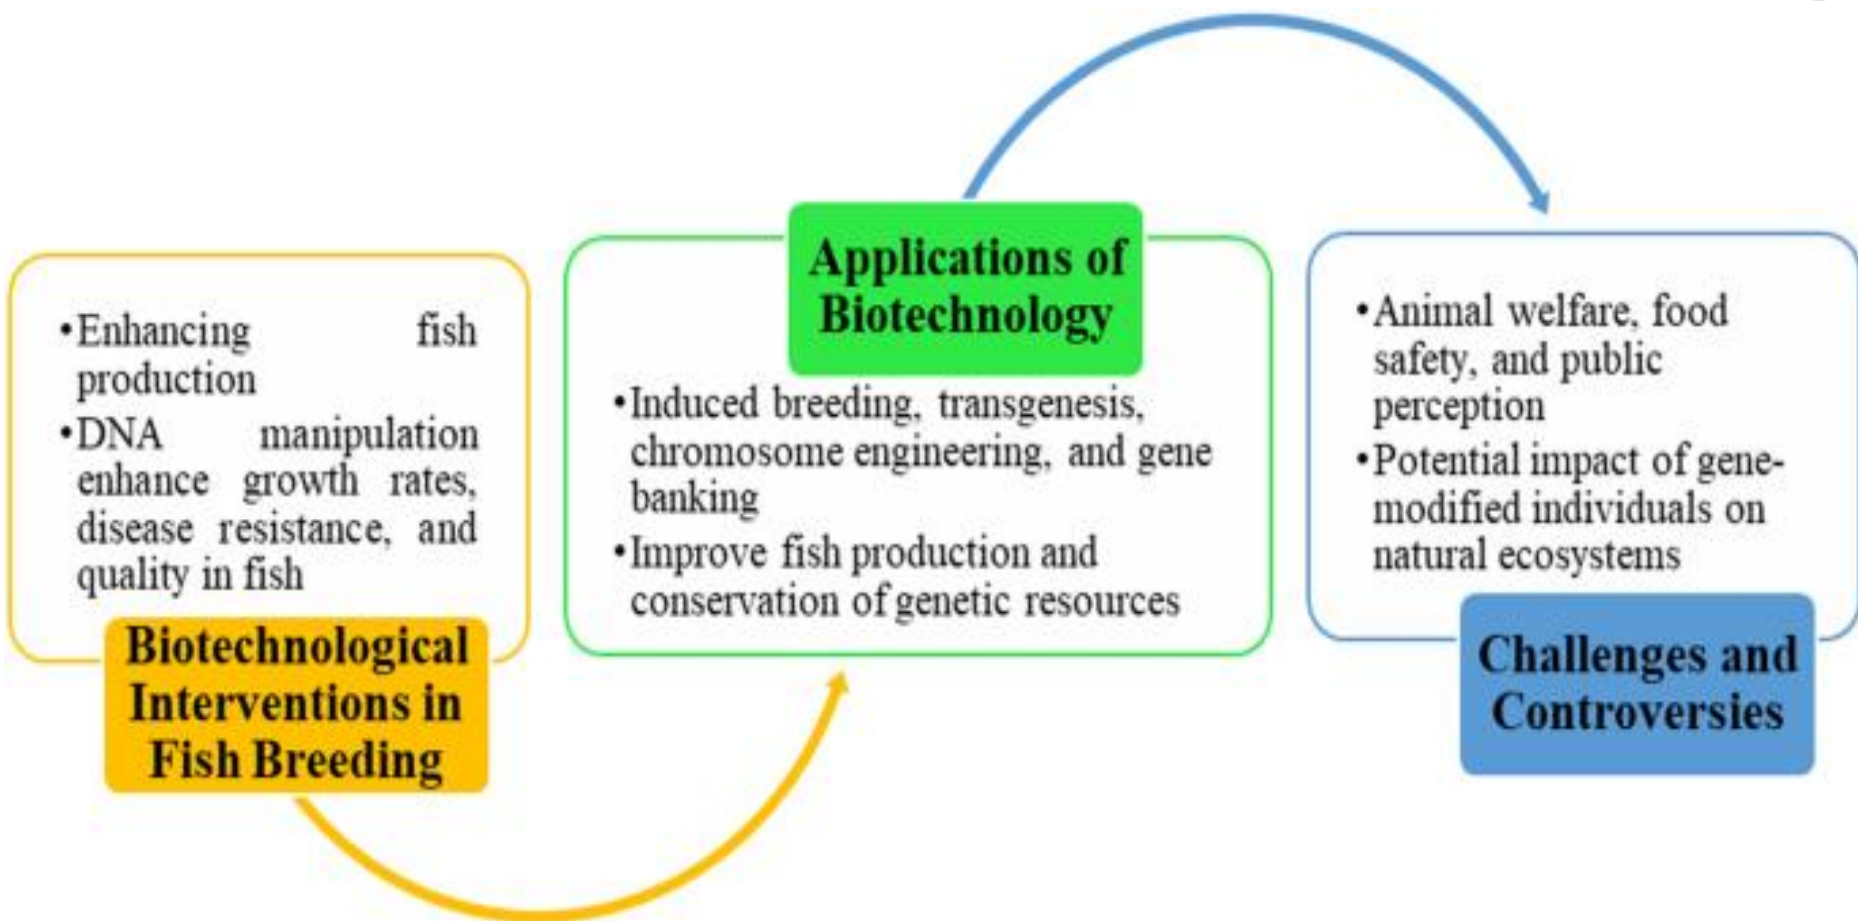 •Enhancing fish
production
•DNA manipulation
enhance growth rates,
disease resistance, and
quality in fish
Biotechnological
Interventions in
Fish Breeding
Applications of
Biotechnology
•Induced breeding, transgenesis,
chromosome engineering, and gene
banking
•Improve fish production and
conservation of genetic resources
•Animal welfare, food
safety, and public
perception
•Potential impact of gene-
modified individuals on
natural ecosystems
Challenges and
Controversies